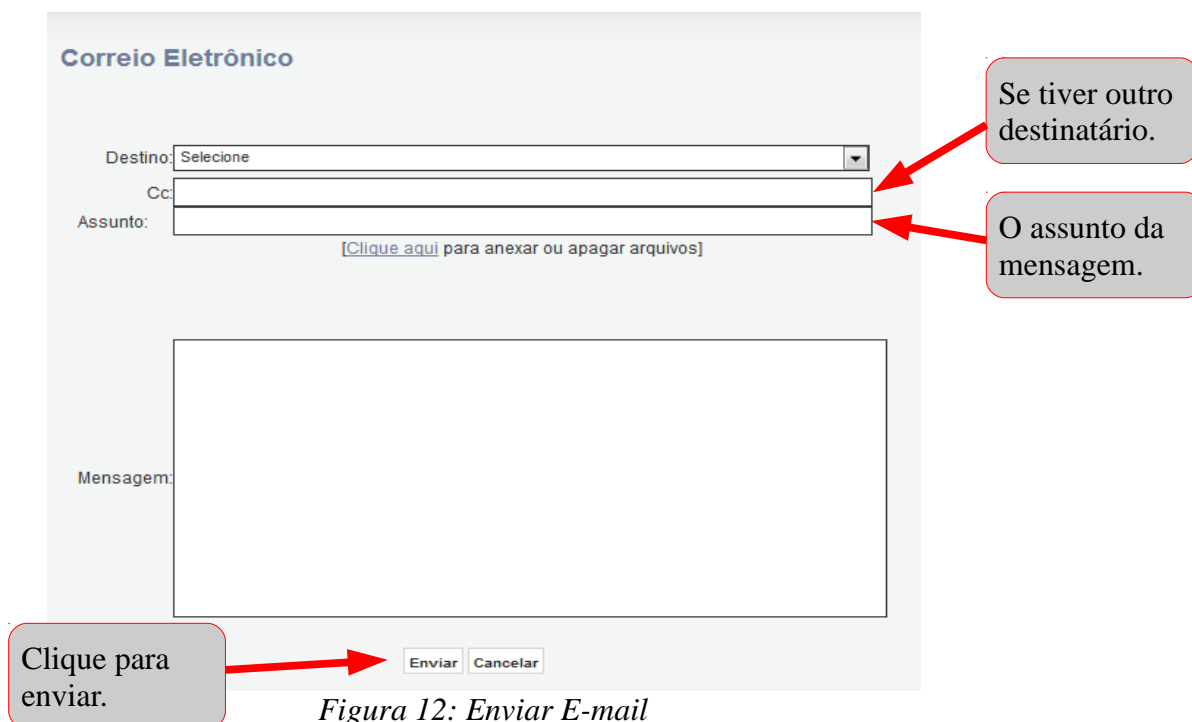 Correio Eletrônico
Se tiver outro
destinatário.
Destino: Selecione
Cc:
Assunto:
O assunto da
mensagem.
[Clique aqui para anexar ou apagar arquivos]
Mensagem:
Clique para
enviar.
Enviar Cancelar
Figura 12: Enviar E-mail